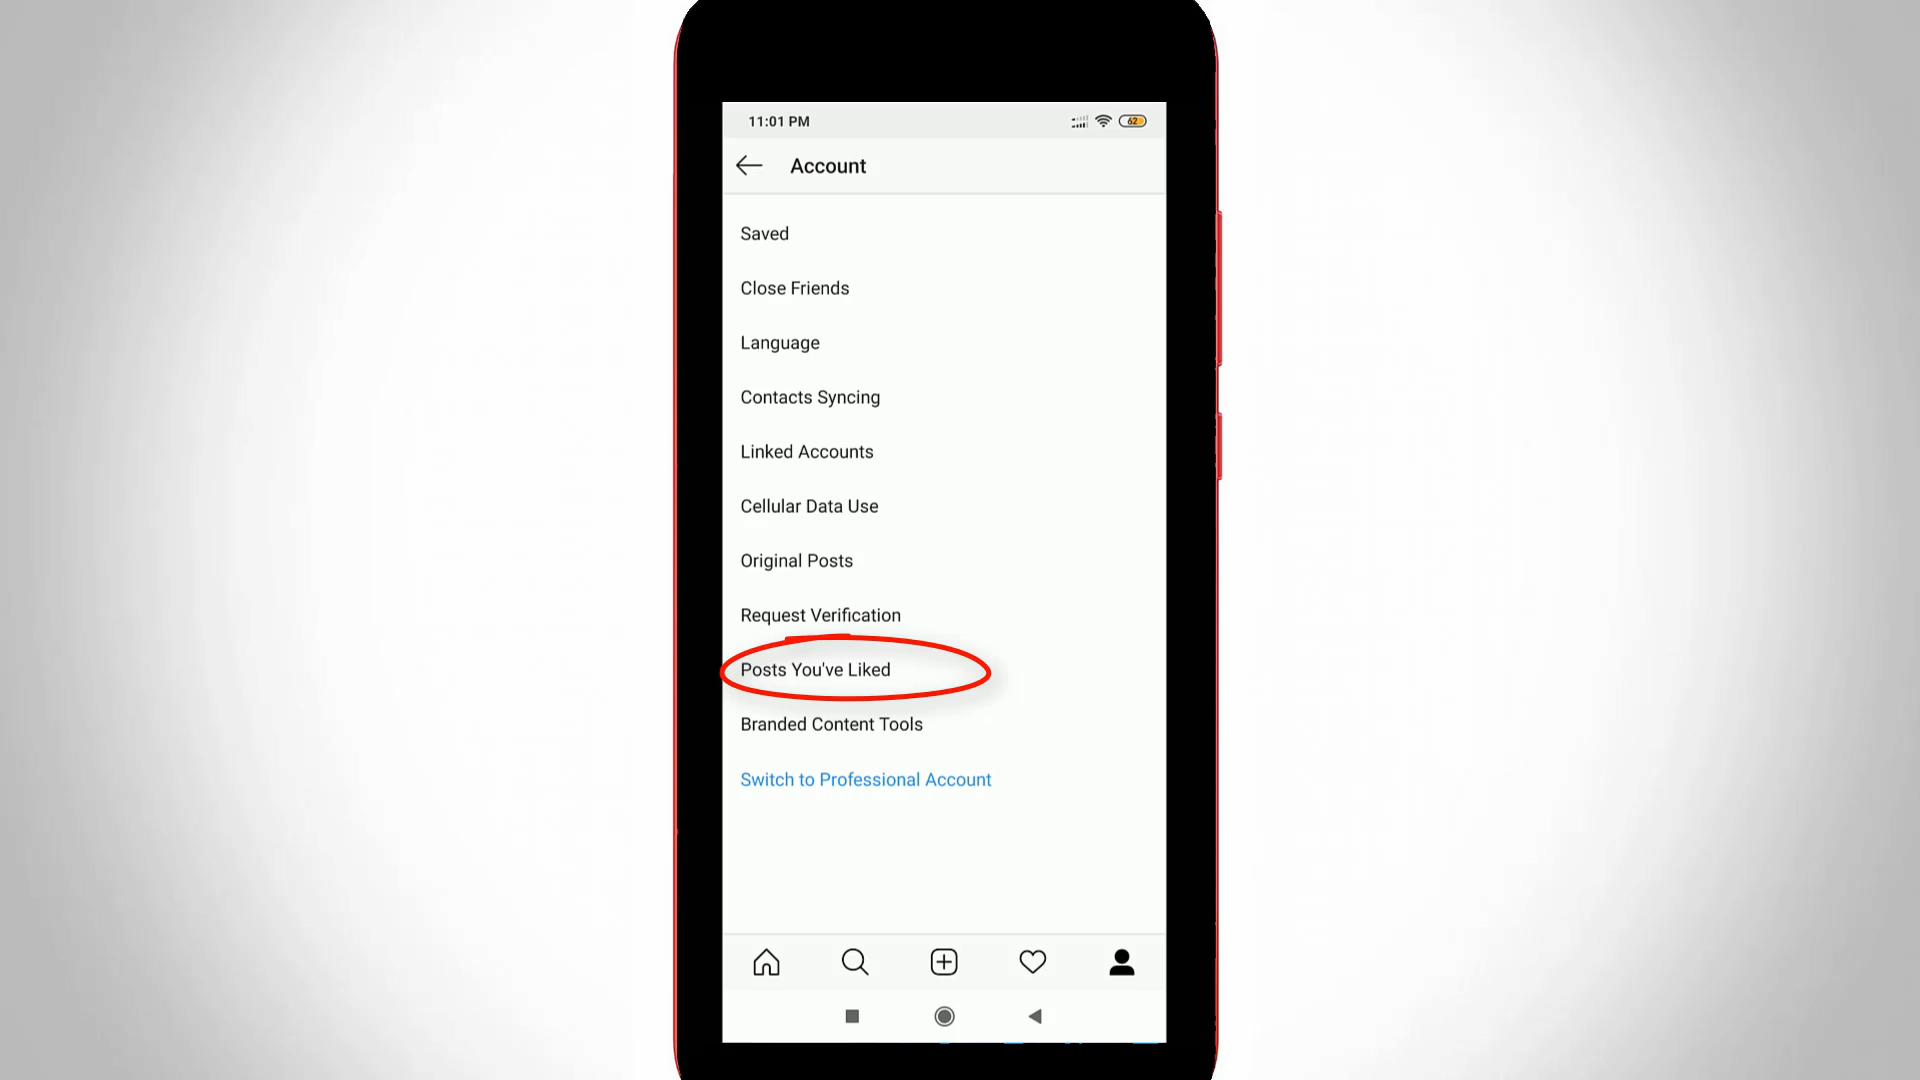 11:01 PM
62
Account
Saved
Close Friends
Language
Contacts Syncing
Linked Accounts
Cellular Data Use
Original Posts
Request Verification
Posts You've Liked
Branded Content Tools
Switch to Professional Account